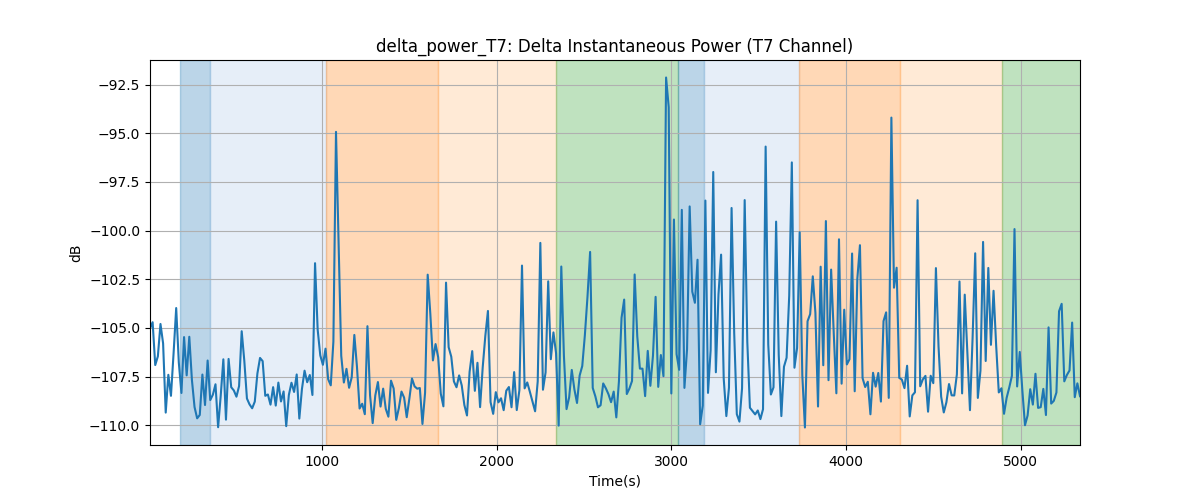 delta_power_T7: Delta Instantaneous Power (T7 Channel)
−92.5
−95.0
−97.5
−100.0
−102.5
−105.0
−107.5
−110.0
dB
1000 2000 3000 4000 5000
Time(s)